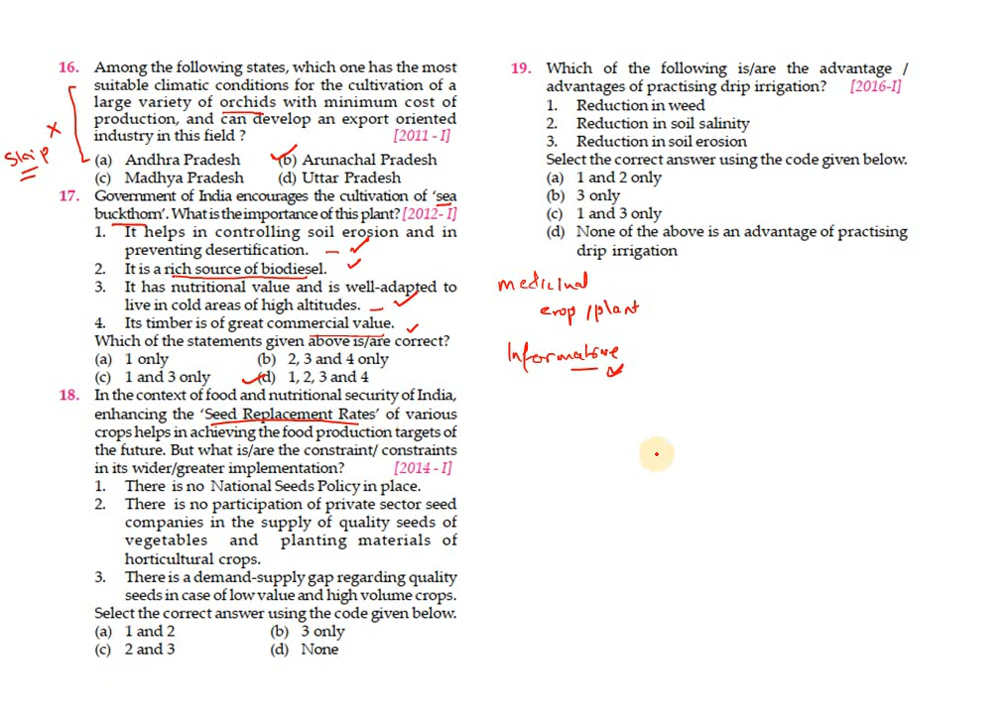 16. Among the following states, which one has the most
suitable climatic conditions for the cultivation of a
large variety of orchids with minimum cost of
production, and can develop an export oriented
industry in this field ? [2011 - I]
(a) Andhra Pradesh (b) Arunachal Pradesh
(c) Madhya Pradesh (d) Uttar Pradesh
17. Government of India encourages the cultivation of 'sea
buckthom'. What is the importance of this plant? [2012- I]
1. It helps in controlling soil erosion and in
preventing desertification.
2. It is a rich source of biodiesel.
3. It has nutritional value and is well-adapted to
live in cold areas of high altitudes.
4. Its timber is of great commercial value.
Which of the statements given above is/are correct?
(a) 1 only (b) 2, 3 and 4 only
(c) 1 and 3 only (d) 1, 2, 3 and 4
18. In the context of food and nutritional security of India,
enhancing the 'Seed Replacement Rates' of various
crops helps in achieving the food production targets of
the future. But what is/are the constraint/ constraints
in its wider/greater implementation? [2014 - I]
1. There is no National Seeds Policy in place.
2. There is no participation of private sector seed
companies in the supply of quality seeds of
vegetables and planting materials of
horticultural crops.
3. There is a demand-supply gap regarding quality
seeds in case of low value and high volume crops.
Select the correct answer using the code given below.
(a) 1 and 2 (b) 3 only
(c) 2 and 3 (d) None
19. Which of the following is/are the advantage /
advantages of practising drip irrigation? [2016-I]
1. Reduction in weed
2. Reduction in soil salinity
3. Reduction in soil erosion
Select the correct answer using the code given below.
(a) 1 and 2 only
(b) 3 only
(c) 1 and 3 only
(d) None of the above is an advantage of practising
drip irrigation
medicinal
crop / plant
Informative